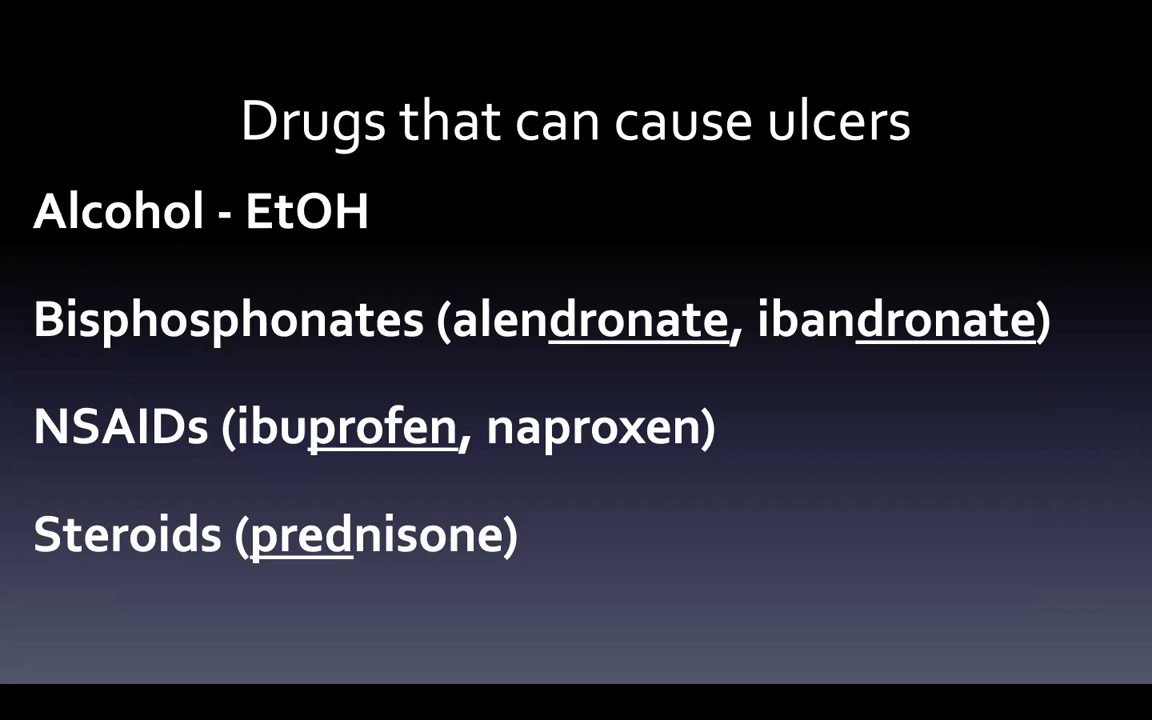 Drugs that can cause ulcers
Alcohol - EtOH
Bisphosphonates (alendronate, ibandronate)
NSAIDs (ibuprofen, naproxen)
Steroids (prednisone)